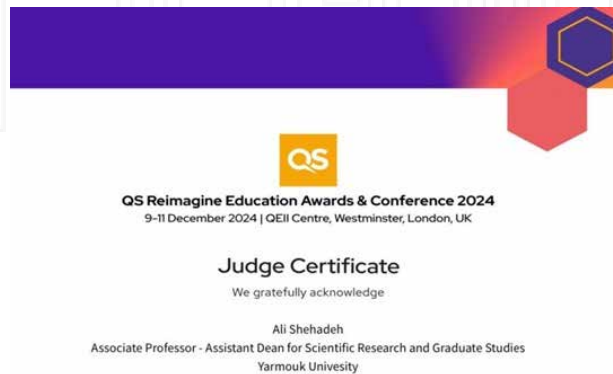 QS
QS Reimagine Education Awards & Conference 2024
9-11 December 2024 | QEII Centre, Westminster, London, UK
Judge Certificate
We gratefully acknowledge
Ali Shehadeh
Associate Professor - Assistant Dean for Scientific Research and Graduate Studies
Yarmouk Univesity